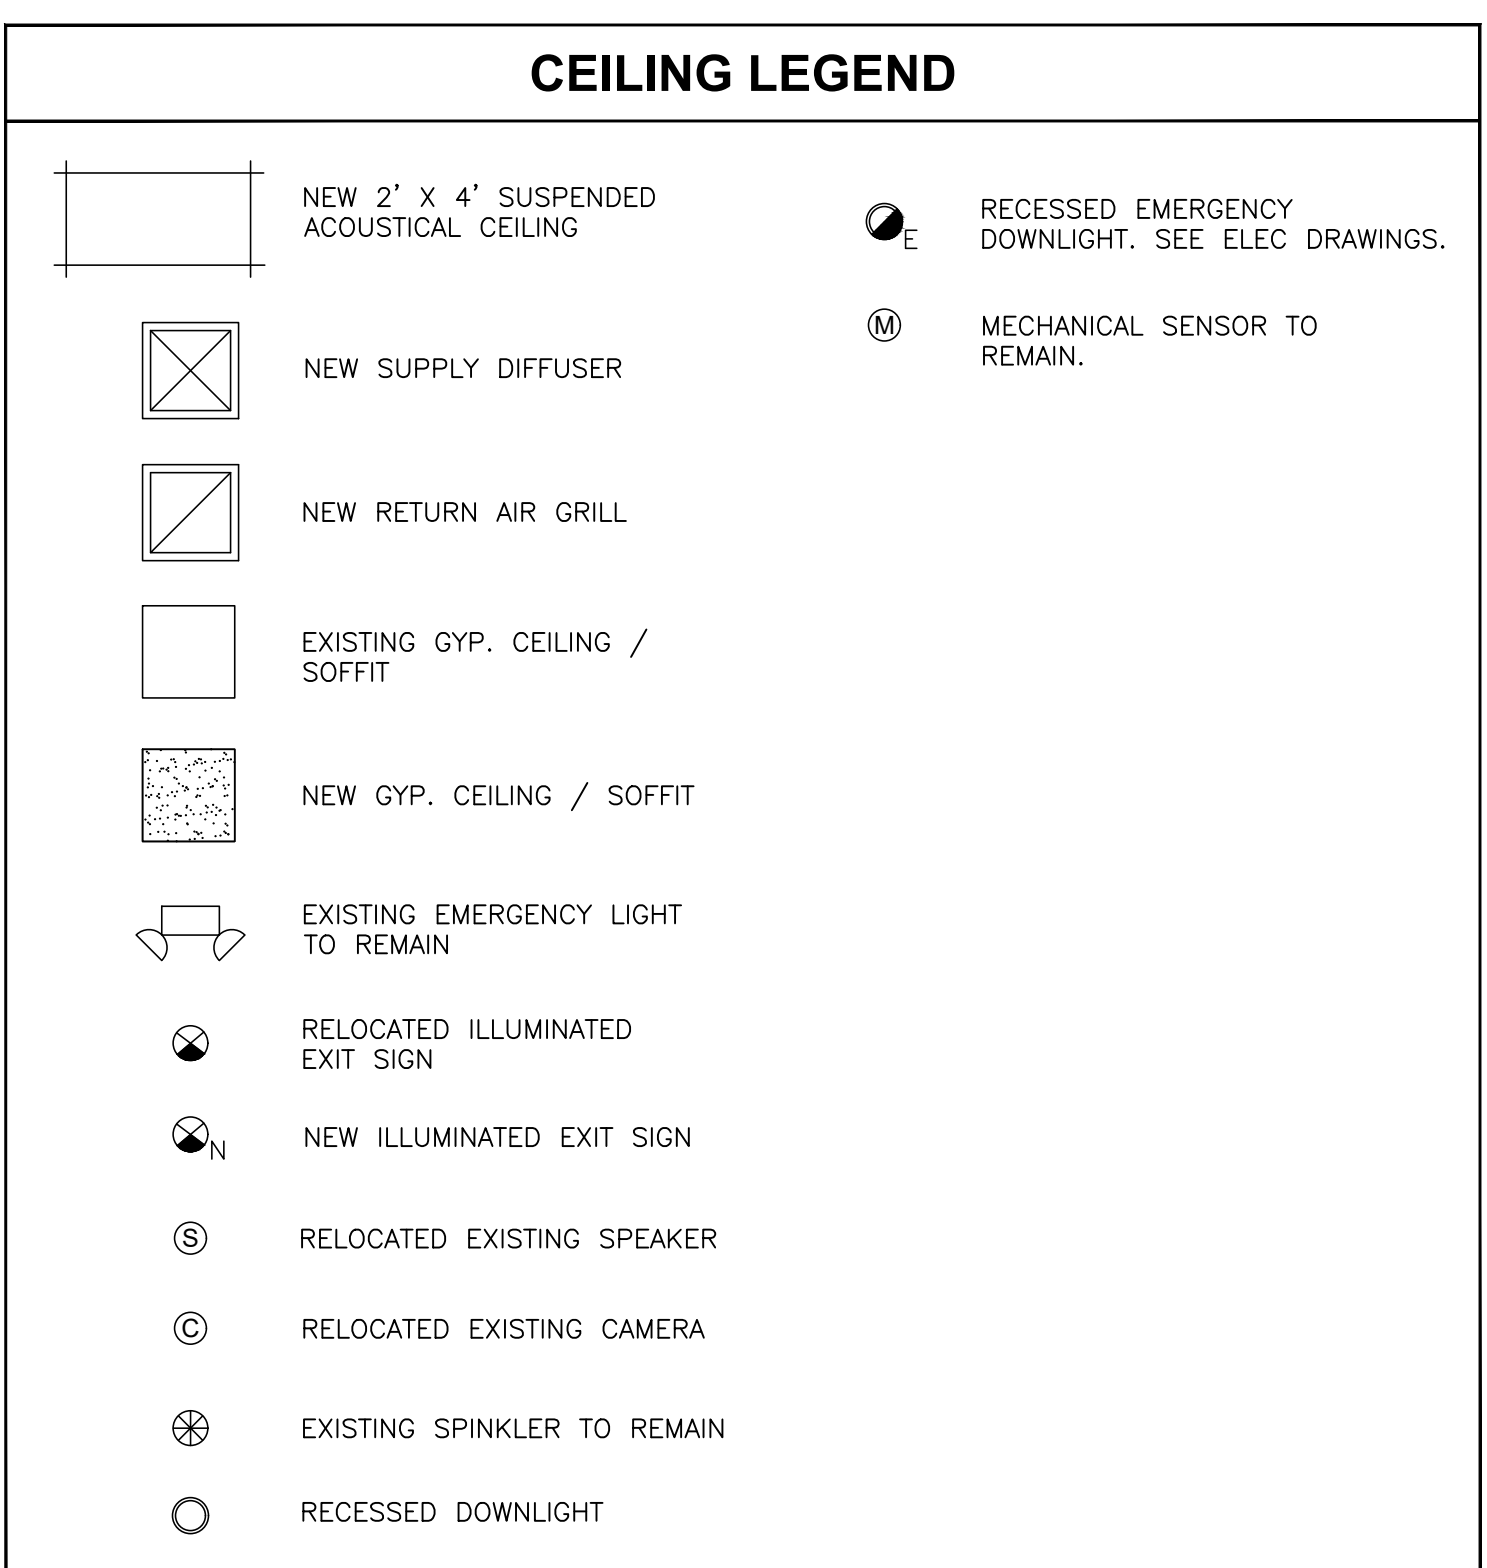 CEILING LEGEND
NEW 2' X 4' SUSPENDED
ACOUSTICAL CEILING
NEW SUPPLY DIFFUSER
NEW RETURN AIR GRILL
EXISTING GYP. CEILING /
SOFFIT
NEW GYP. CEILING / SOFFIT
EXISTING EMERGENCY LIGHT
TO REMAIN
RELOCATED ILLUMINATED
EXIT SIGN
N NEW ILLUMINATED EXIT SIGN
S RELOCATED EXISTING SPEAKER
C RELOCATED EXISTING CAMERA
EXISTING SPINKLER TO REMAIN
RECESSED DOWNLIGHT
E RECESSED EMERGENCY
DOWNLIGHT. SEE ELEC DRAWINGS.
M MECHANICAL SENSOR TO
REMAIN.